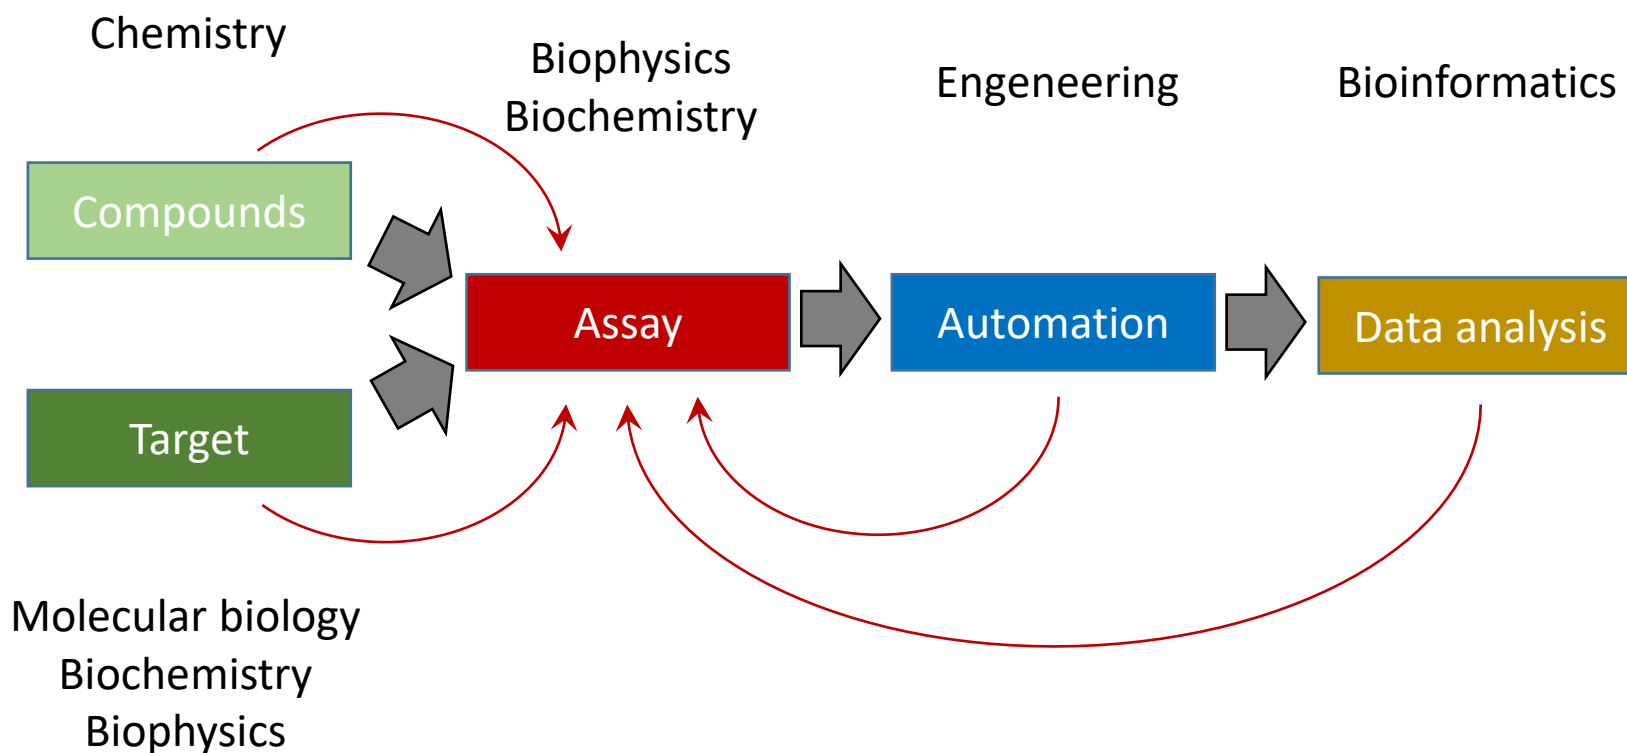 Chemistry
Biophysics
Biochemistry
Engeneering
Bioinformatics
Compounds
Assay
Automation
Data analysis
Target
Molecular biology
Biochemistry
Biophysics